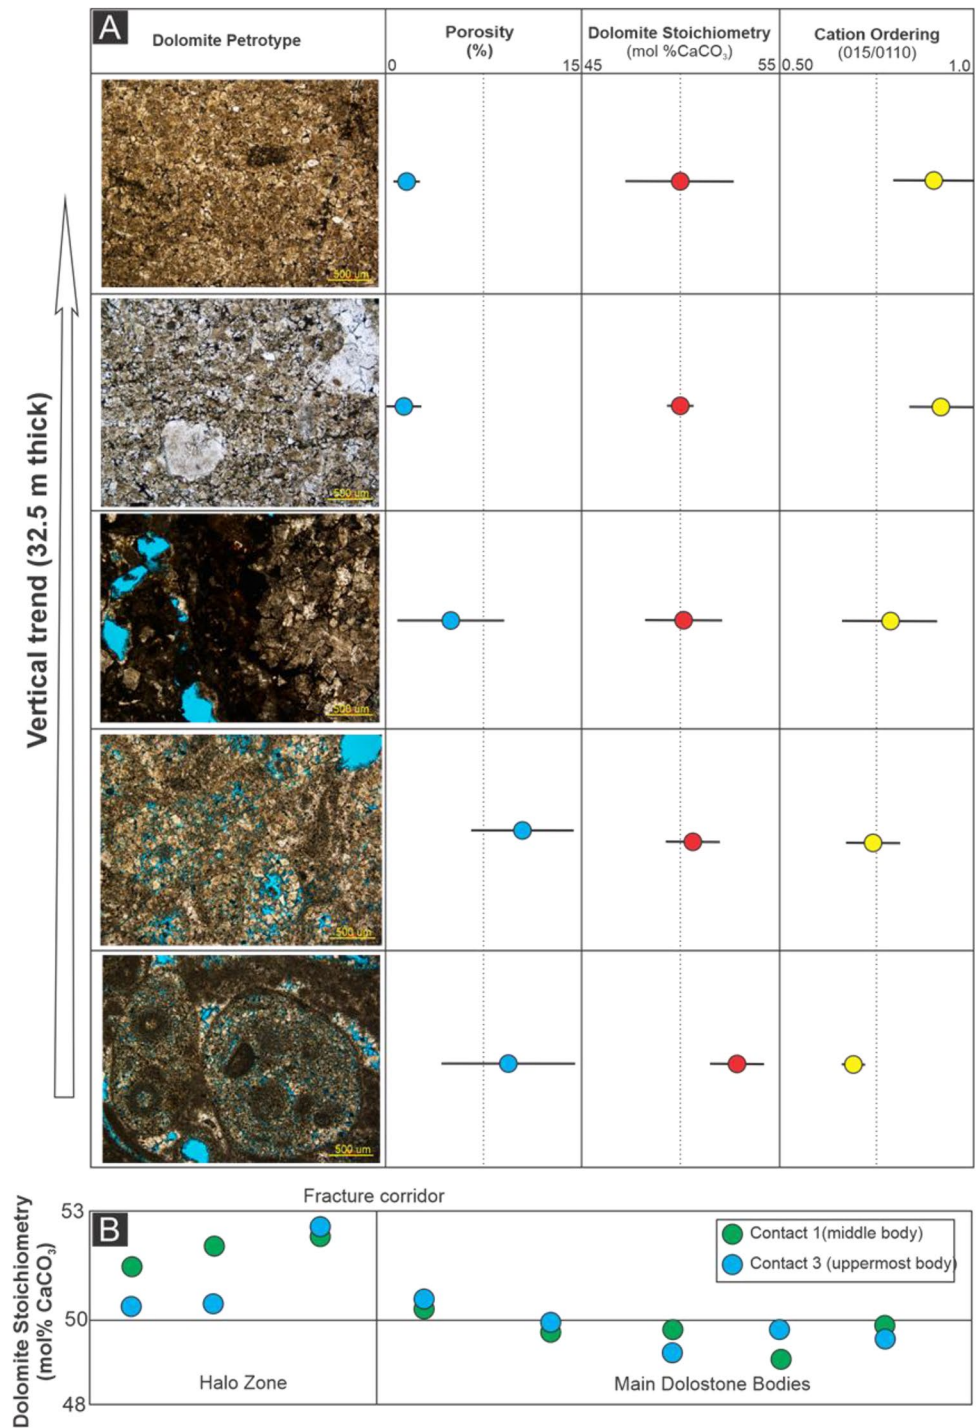 A
Dolomite Petrotype
Porosity
(%)
Dolomite Stoichiometry
(mol %CaCO₃)
Cation Ordering
(015/0110)
0
15
45
55
0.50
1.0
500 um
500 um
500 um
500 um
500 um
Vertical trend (32.5 m thick)
Fracture corridor
B
Dolomite Stoichiometry
(mol% CaCO₃)
53
50
48
Contact 1(middle body)
Contact 3 (uppermost body)
Halo Zone
Main Dolostone Bodies